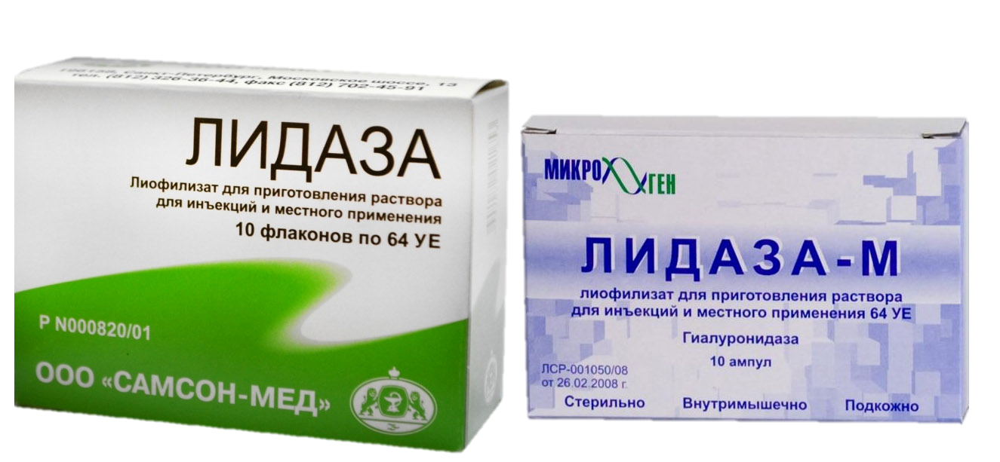 Санкт-Петербург, Московское шоссе, 13
тел. (812) 326-36-44, факс (812) 702-45-91
ЛИДАЗА
Лиофилизат для приготовления раствора
для инъекций и местного применения
10 флаконов по 64 УЕ
Р N000820/01
ООО «САМСОН-МЕД»
МИКРОГЕН
ЛИДАЗА-М
лиофилизат для приготовления раствора
для инъекций и местного применения 64 УЕ
Гиалуронидаза
10 ампул
ЛСР-001050/08
от 26.02.2008 г.
Стерильно Внутримышечно Подкожно